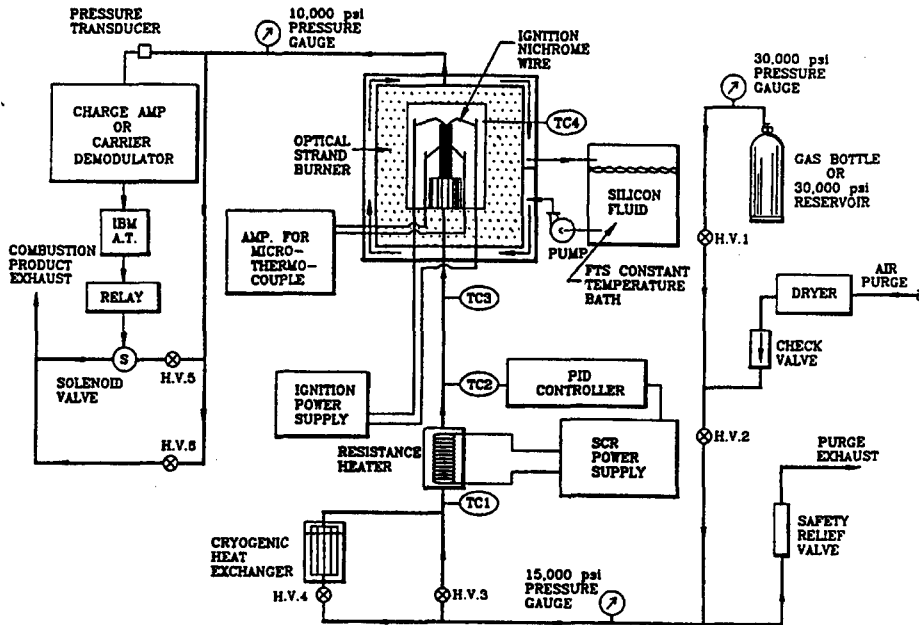 PRESSURE
TRANSDUCER
10,000 psi
PRESSURE
GAUGE
IGNITION
NICHROME
WIRE
30,000 psi
PRESSURE
GAUGE
CHARGE AMP
OR
CARRIER
DEMODULATOR
OPTICAL
STRAND
BURNER
TC4
SILICON
FLUID
GAS BOTTLE
OR
30,000 psi
RESERVOIR
IBM
A.T.
COMBUSTION
PRODUCT
EXHAUST
AMP. FOR
MICRO-
THERMO-
COUPLE
PUMP
H.V.1
FTS CONSTANT
TEMPERATURE
BATH
AIR
PURGE
DRYER
RELAY
TC3
CHECK
VALVE
S
SOLENOID
VALVE
H.V.5
IGNITION
POWER
SUPPLY
TC2
PID
CONTROLLER
H.V.6
RESISTANCE
HEATER
SCR
POWER
SUPPLY
H.V.2
PURGE
EXHAUST
TC1
CRYOGENIC
HEAT
EXCHANGER
SAFETY
RELIEF
VALVE
H.V.4
H.V.3
15,000 psi
PRESSURE
GAUGE